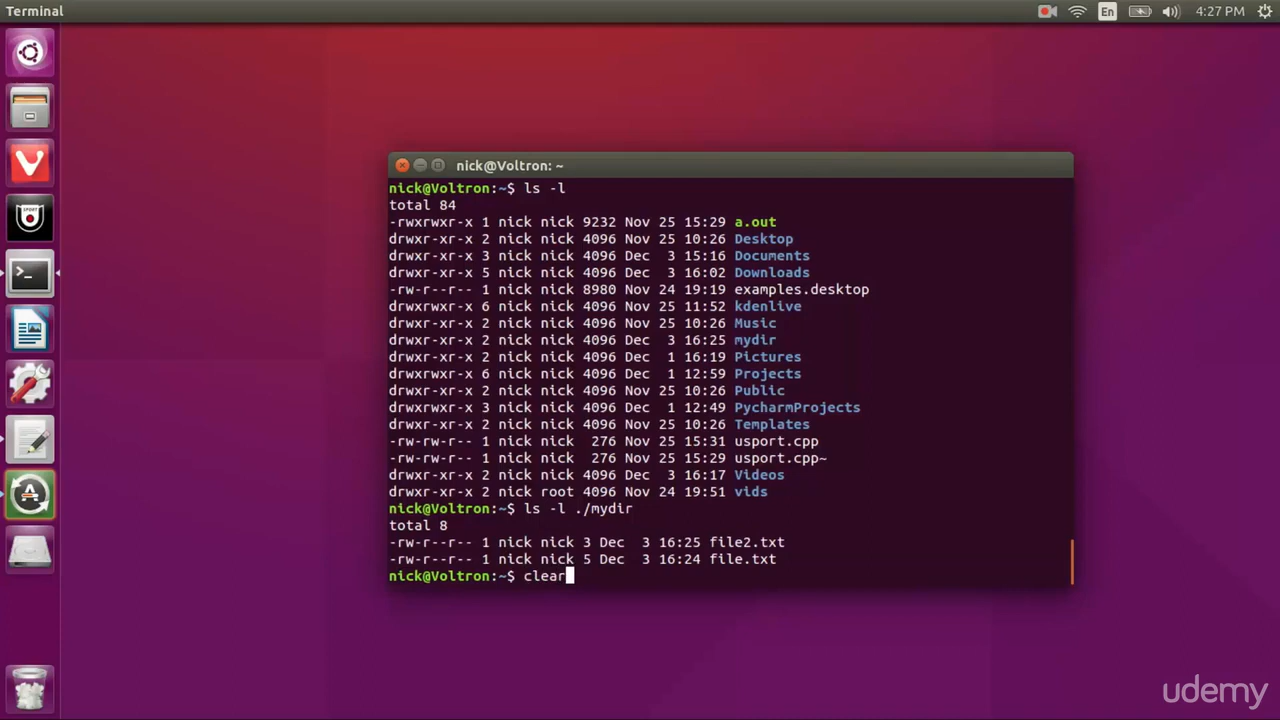 Terminal
En
4:27 PM
nick@Voltron: ~
nick@Voltron:~$ ls -l
total 84
-rwxrwxr-x 1 nick nick 9232 Nov 25 15:29 a.out
drwxr-xr-x 2 nick nick 4096 Nov 25 10:26 Desktop
drwxr-xr-x 3 nick nick 4096 Dec  3 15:16 Documents
drwxr-xr-x 5 nick nick 4096 Dec  3 16:02 Downloads
-rw-r--r-- 1 nick nick 8980 Nov 24 19:19 examples.desktop
drwxrwxr-x 6 nick nick 4096 Nov 25 11:52 kdenlive
drwxr-xr-x 2 nick nick 4096 Nov 25 10:26 Music
drwxr-xr-x 2 nick nick 4096 Dec  3 16:25 mydir
drwxr-xr-x 2 nick nick 4096 Dec  1 16:19 Pictures
drwxrwxr-x 6 nick nick 4096 Dec  1 12:59 Projects
drwxr-xr-x 2 nick nick 4096 Nov 25 10:26 Public
drwxrwxr-x 3 nick nick 4096 Dec  1 12:49 PycharmProjects
drwxr-xr-x 2 nick nick 4096 Nov 25 10:26 Templates
-rw-rw-r-- 1 nick nick  276 Nov 25 15:31 usport.cpp
-rw-rw-r-- 1 nick nick  276 Nov 25 15:29 usport.cpp~
drwxr-xr-x 2 nick nick 4096 Dec  3 16:17 Videos
drwxr-xr-x 2 nick root 4096 Nov 24 19:51 vids
nick@Voltron:~$ ls -l ./mydir
total 8
-rw-r--r-- 1 nick nick 3 Dec  3 16:25 file2.txt
-rw-r--r-- 1 nick nick 5 Dec  3 16:24 file.txt
nick@Voltron:~$ clear
udemy